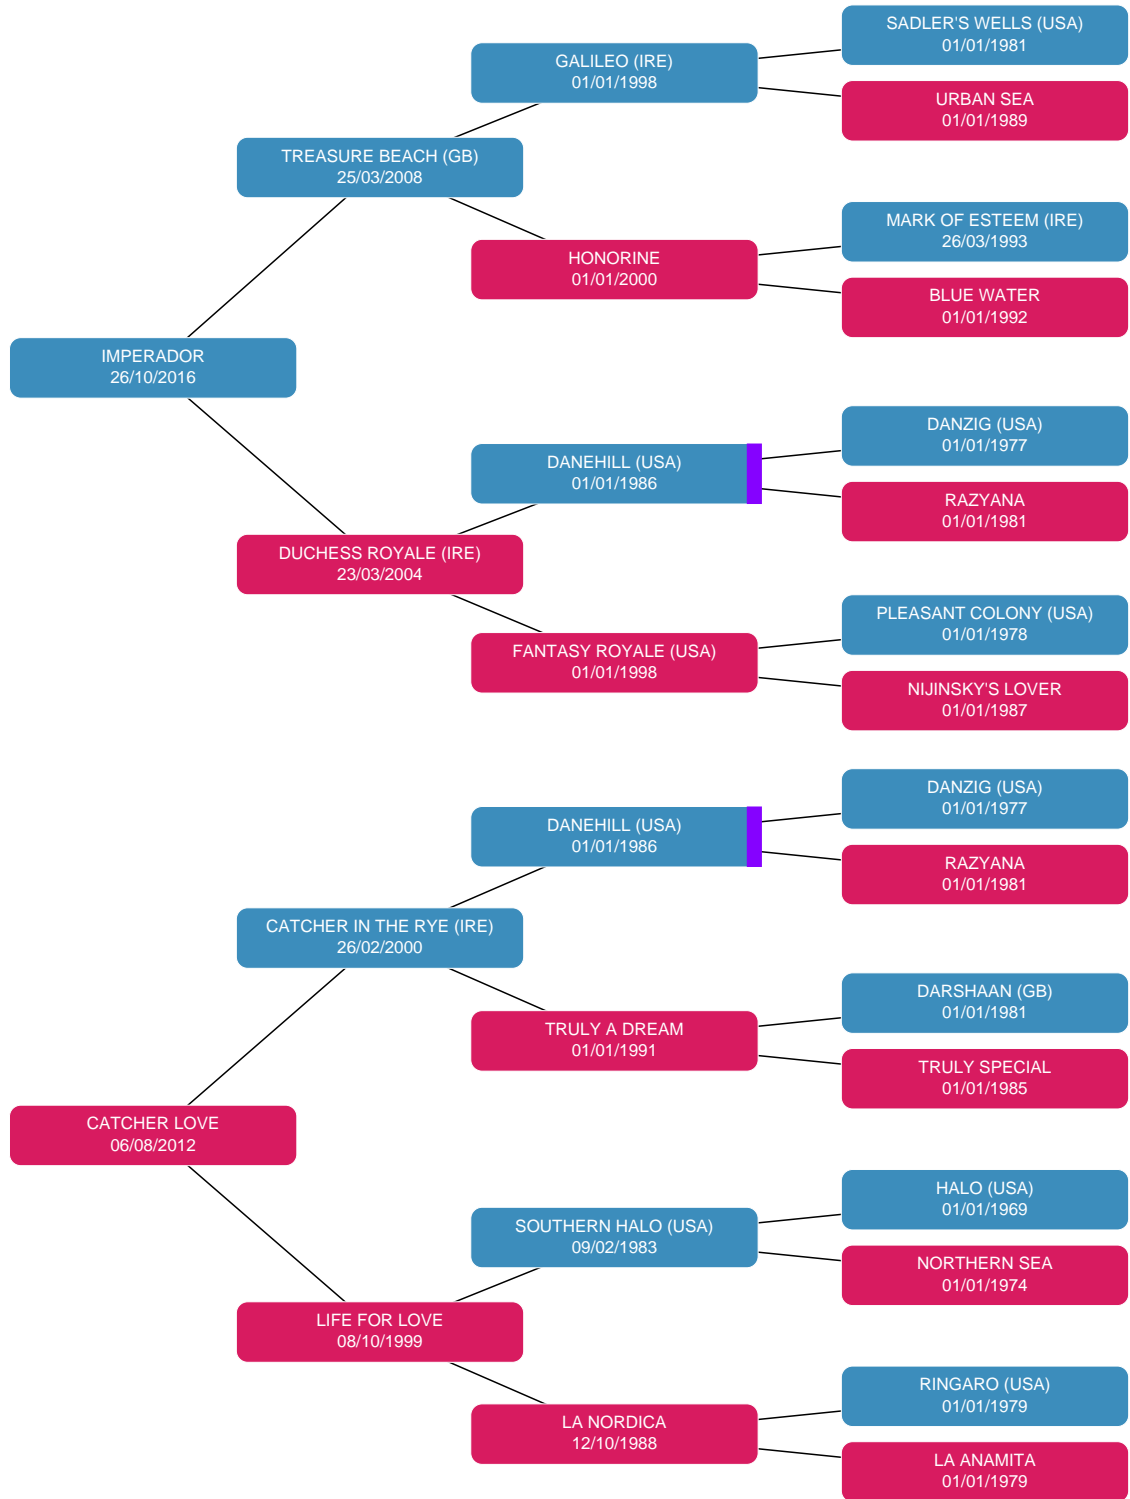 SADLER'S WELLS (USA)
01/01/1981
GALILEO (IRE)
01/01/1998
URBAN SEA
01/01/1989
TREASURE BEACH (GB)
25/03/2008
MARK OF ESTEEM (IRE)
26/03/1993
HONORINE
01/01/2000
BLUE WATER
01/01/1992
IMPERADOR
26/10/2016
DANZIG (USA)
01/01/1977
DANEHILL (USA)
01/01/1986
RAZYANA
01/01/1981
DUCHESS ROYALE (IRE)
23/03/2004
PLEASANT COLONY (USA)
01/01/1978
FANTASY ROYALE (USA)
01/01/1998
NIJINSKY'S LOVER
01/01/1987
DANZIG (USA)
01/01/1977
DANEHILL (USA)
01/01/1986
RAZYANA
01/01/1981
CATCHER IN THE RYE (IRE)
26/02/2000
DARSHAAN (GB)
01/01/1981
TRULY A DREAM
01/01/1991
TRULY SPECIAL
01/01/1985
CATCHER LOVE
06/08/2012
HALO (USA)
01/01/1969
SOUTHERN HALO (USA)
09/02/1983
NORTHERN SEA
01/01/1974
LIFE FOR LOVE
08/10/1999
RINGARO (USA)
01/01/1979
LA NORDICA
12/10/1988
LA ANAMITA
01/01/1979